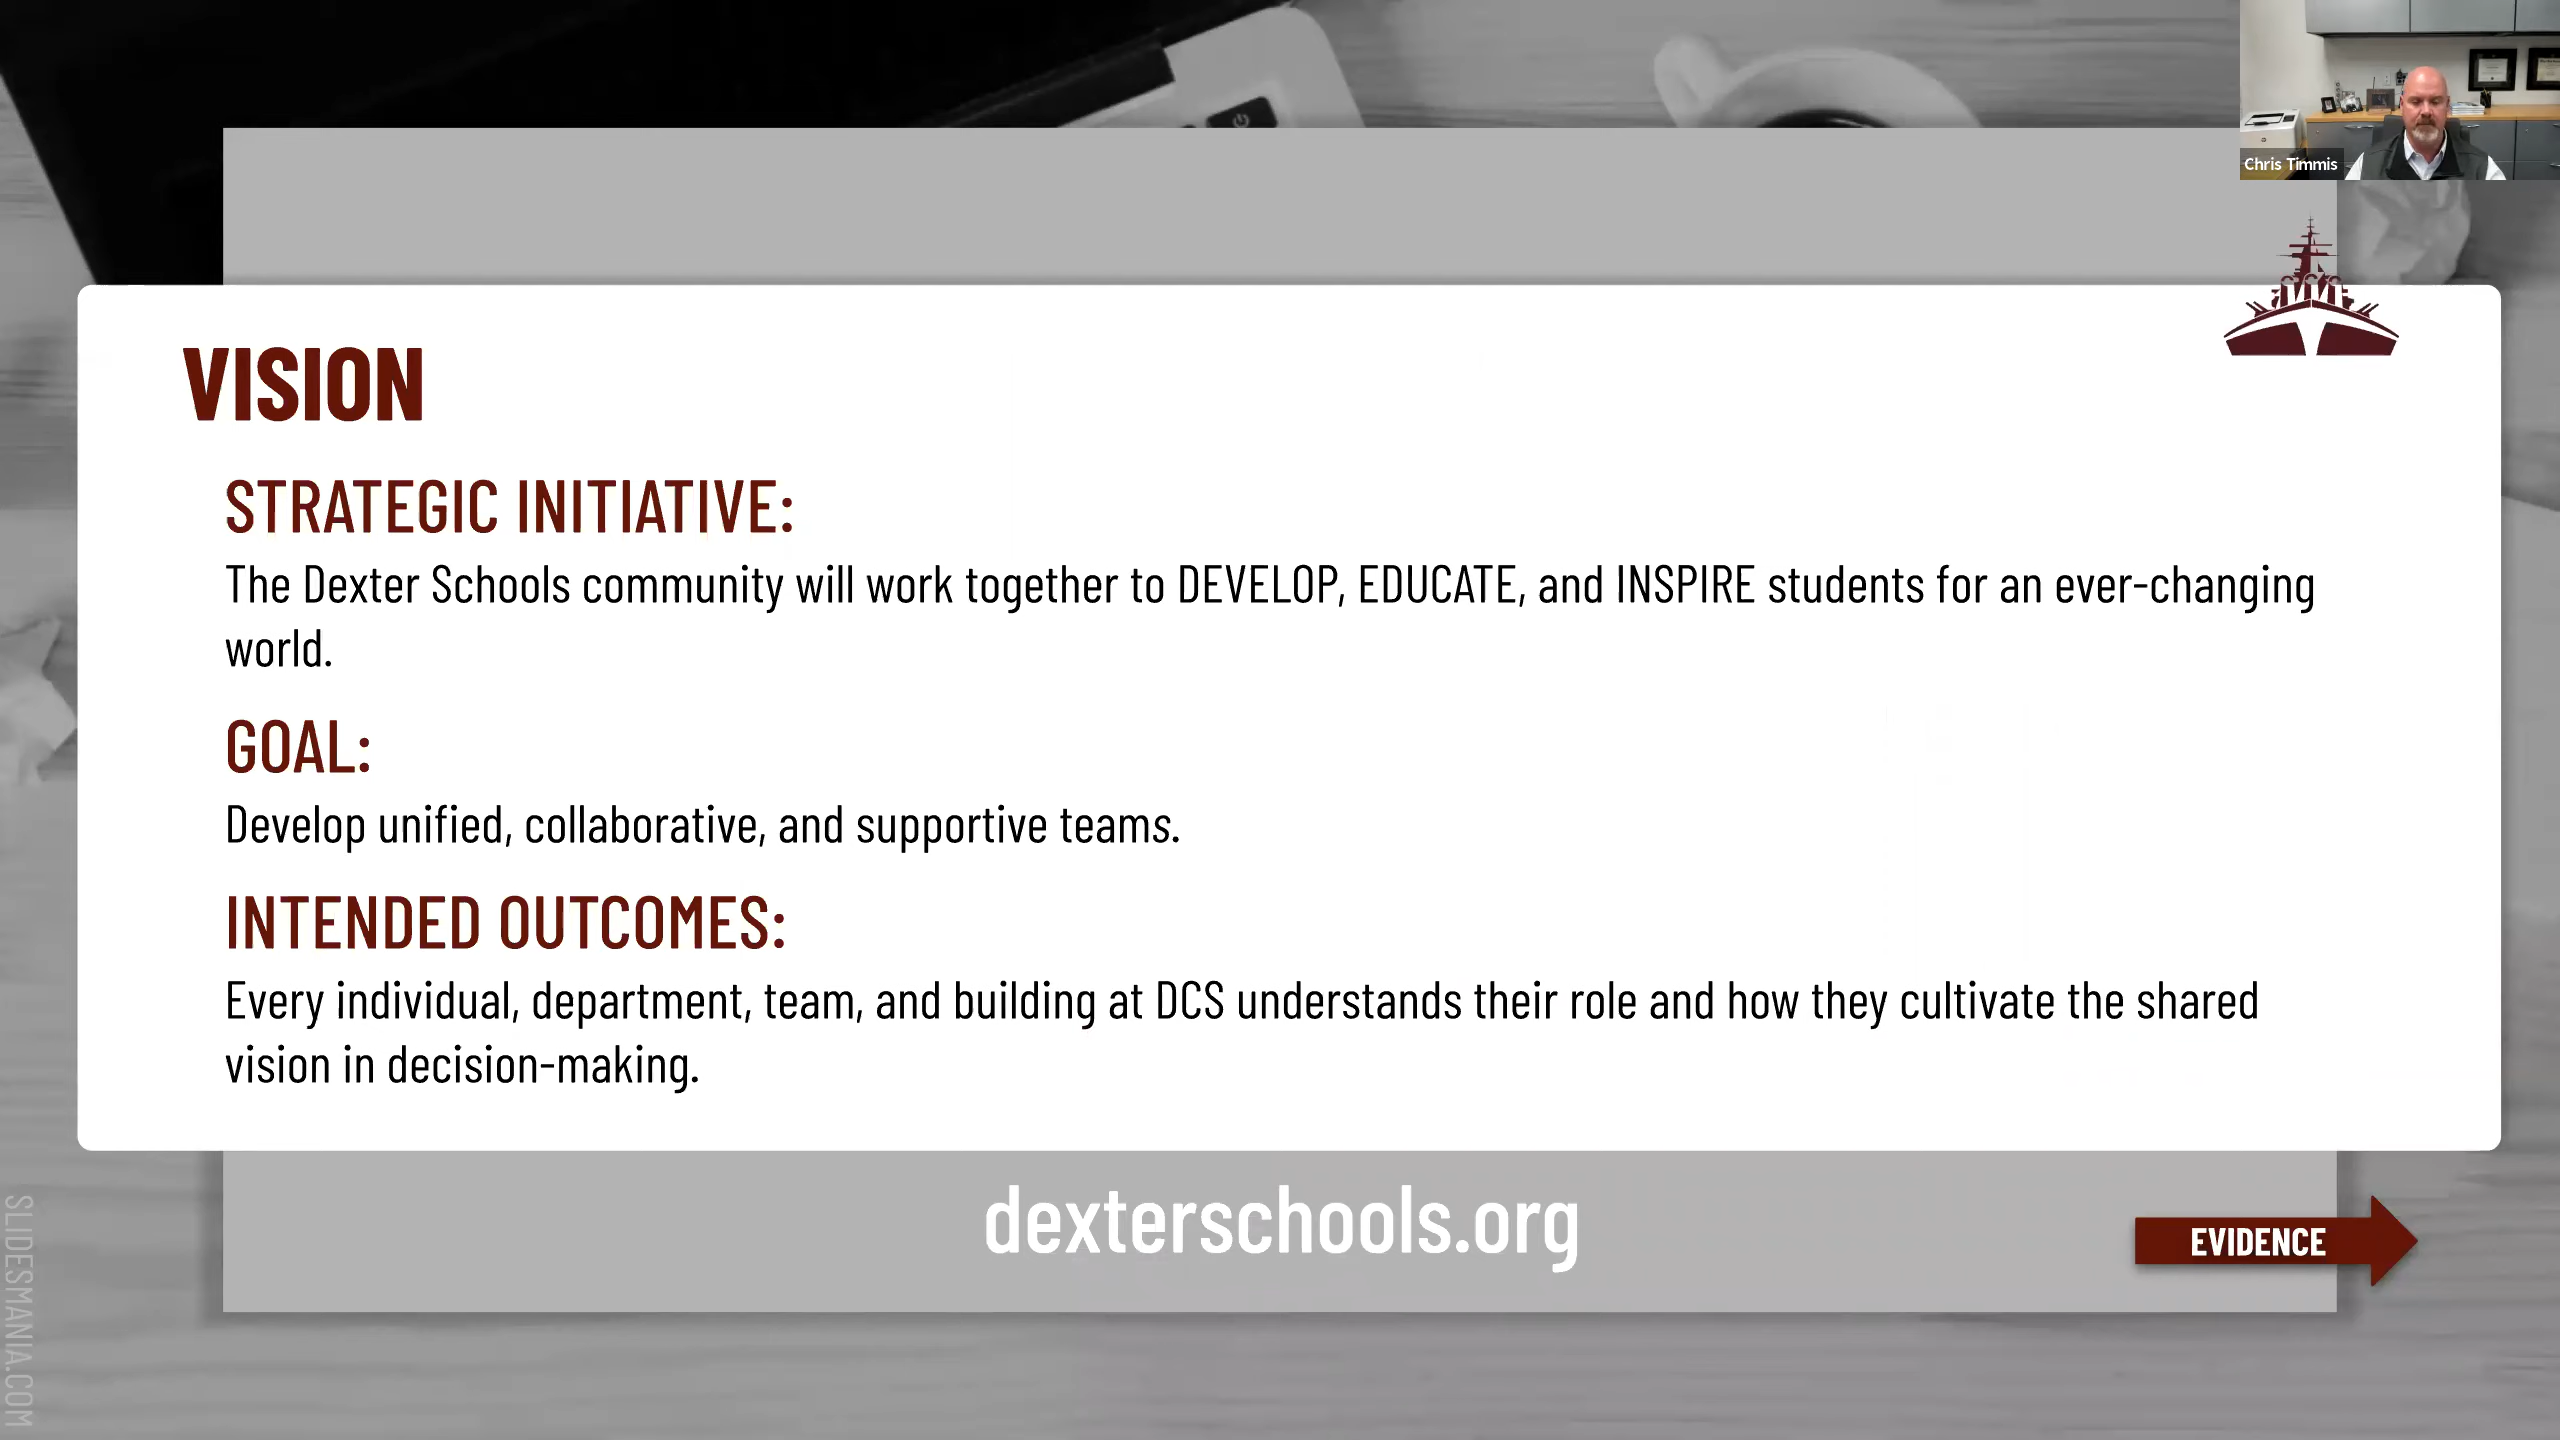 Chris Timmis
VISION
STRATEGIC INITIATIVE:
The Dexter Schools community will work together to DEVELOP, EDUCATE, and INSPIRE students for an ever-changing
world.
GOAL:
Develop unified, collaborative, and supportive teams.
INTENDED OUTCOMES:
Every individual, department, team, and building at DCS understands their role and how they cultivate the shared
vision in decision-making.
dexterschools.org
EVIDENCE
SLIDESMANIA.COM